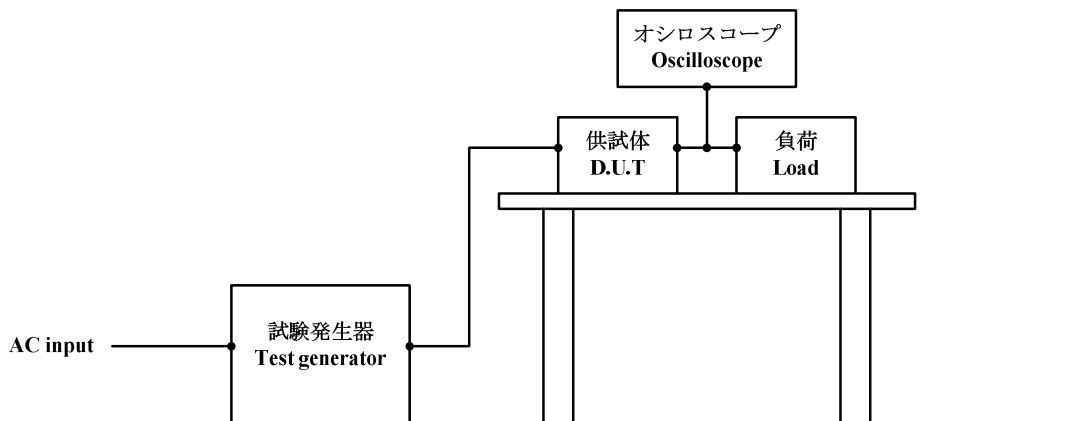 オシロスコープ
Oscilloscope
供試体
D.U.T
負荷
Load
試験発生器
Test generator
AC input